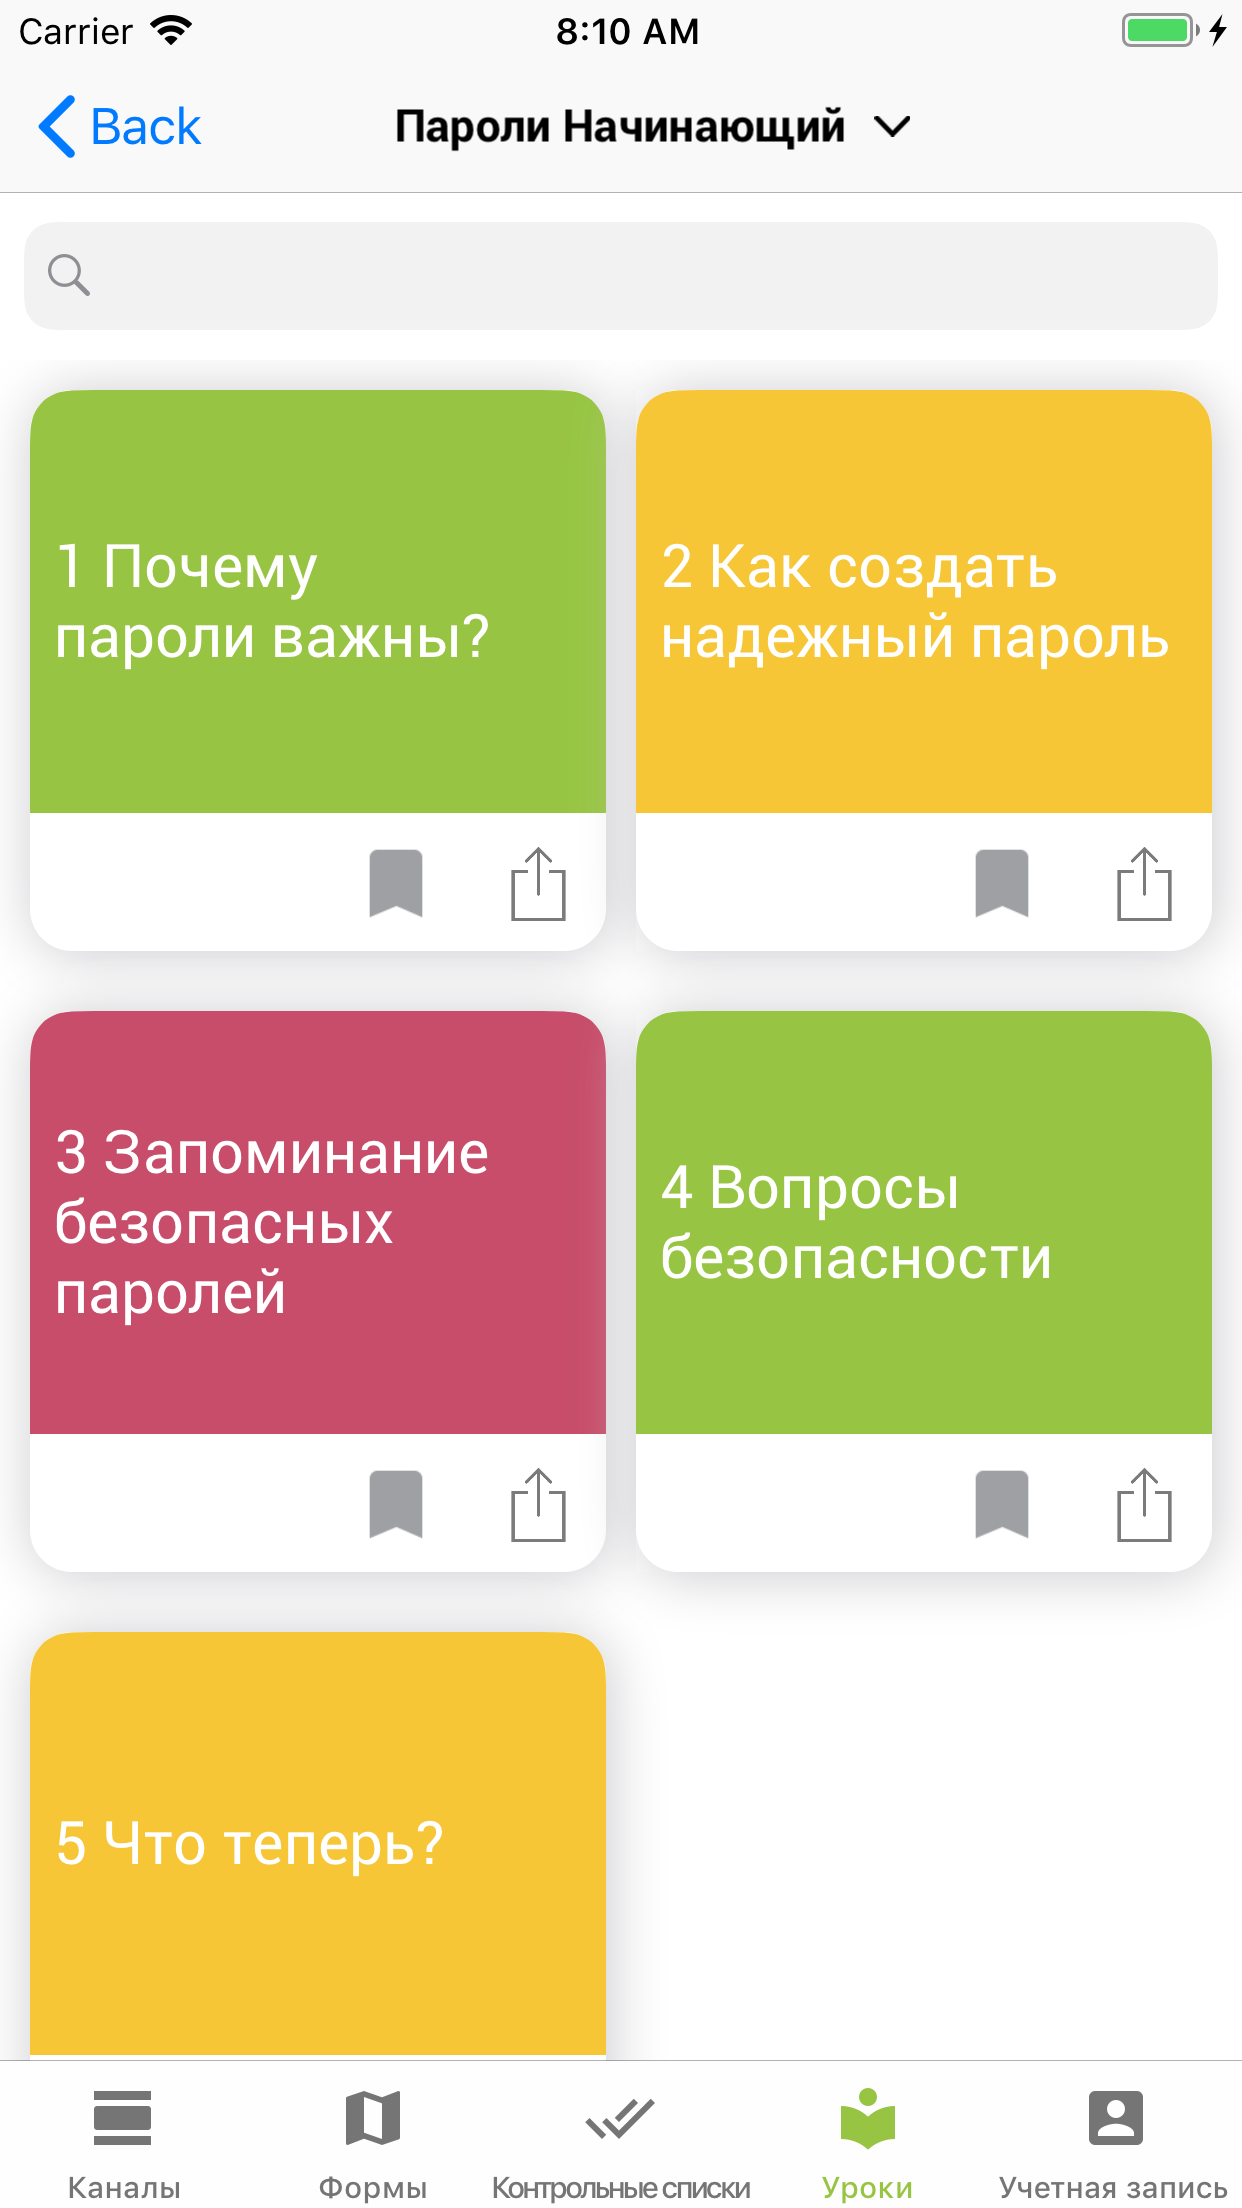 Carrier 8:10 AM
Back Пароли Начинающий
1 Почему
пароли важны?
2 Как создать
надежный пароль
3 Запоминание
безопасных
паролей
4 Вопросы
безопасности
5 Что теперь?
Каналы Формы Контрольные списки Уроки Учетная запись